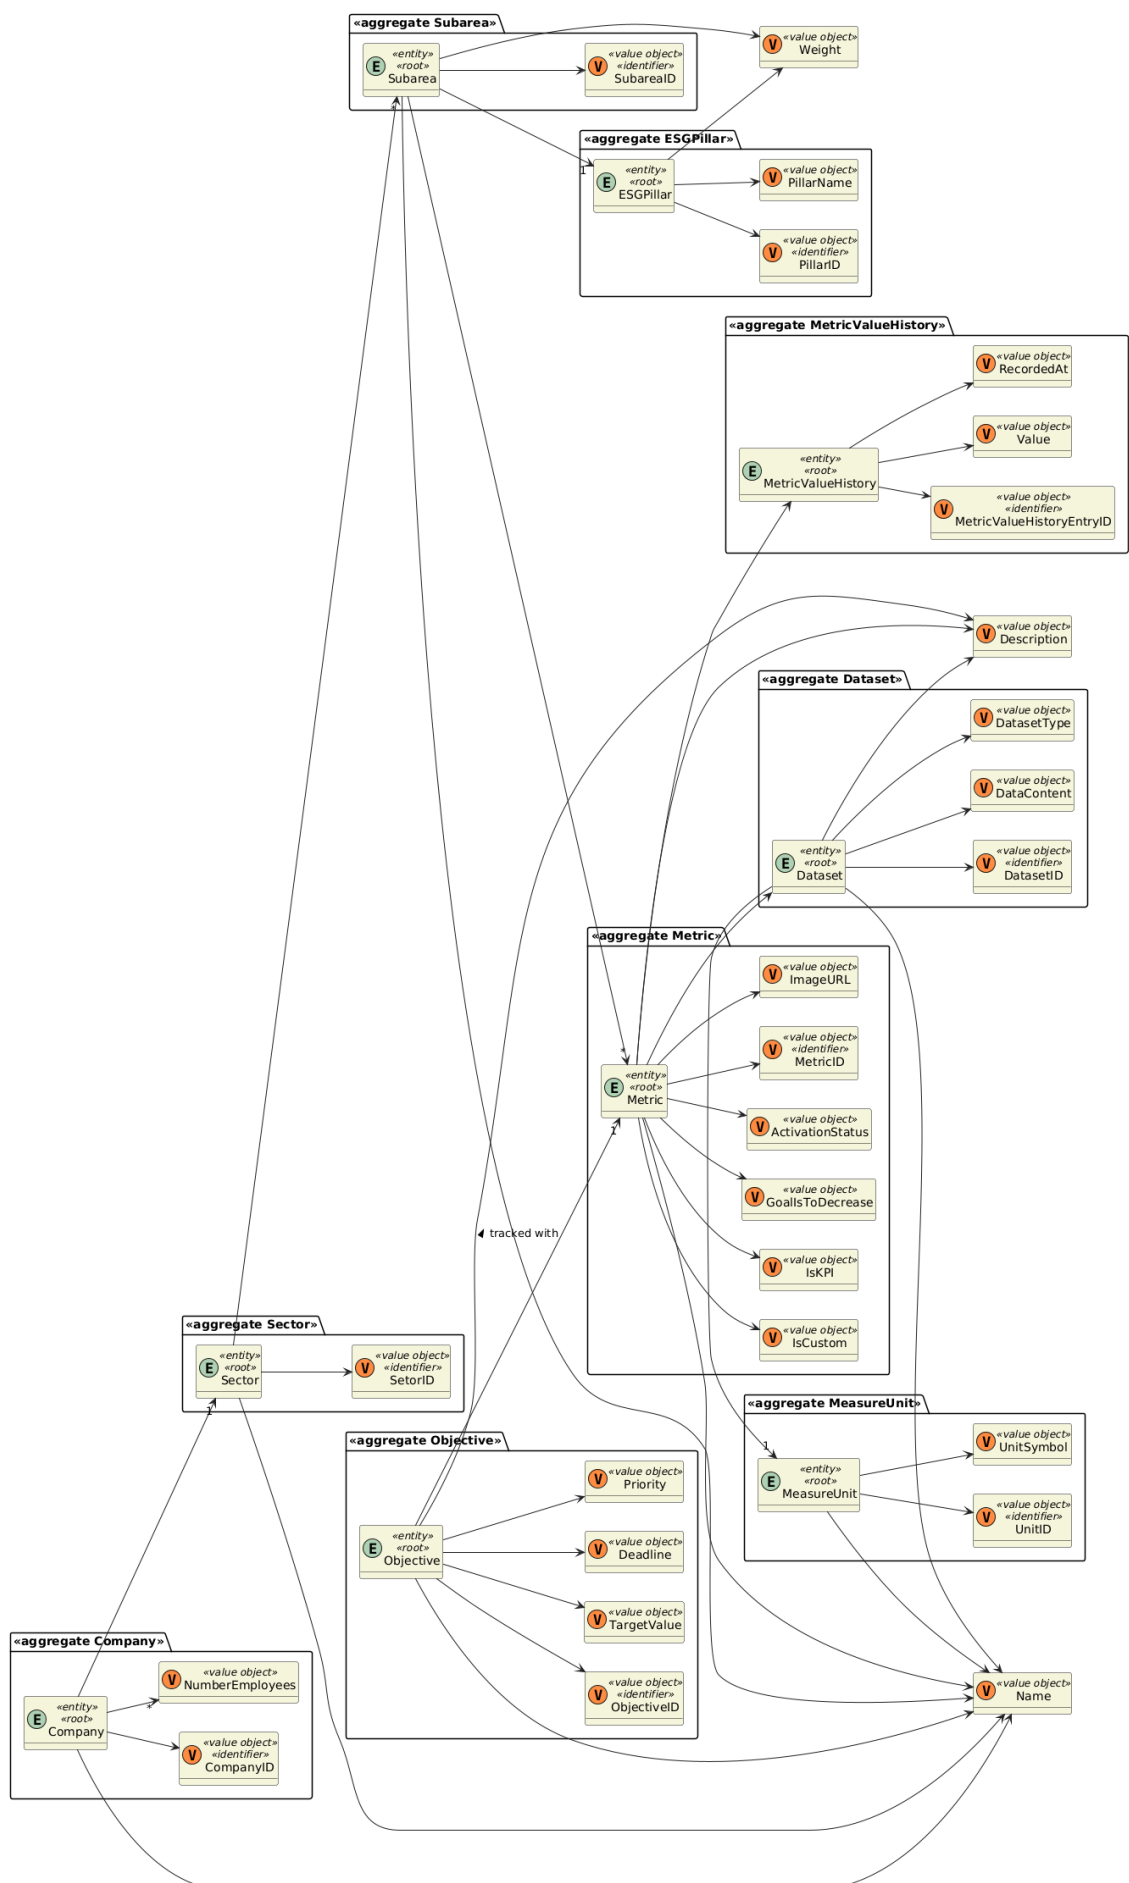 «aggregate Subarea»
E
«entity»
«root»
Subarea
V
«value object»
«identifier»
SubareaID
V
«value object»
Weight
*
«aggregate ESGPillar»
1
E
«entity»
«root»
ESGPillar
V
«value object»
PillarName
V
«value object»
«identifier»
PillarID
«aggregate MetricValueHistory»
V
«value object»
RecordedAt
V
«value object»
Value
E
«entity»
«root»
MetricValueHistory
V
«value object»
«identifier»
MetricValueHistoryEntryID
V
«value object»
Description
«aggregate Dataset»
V
«value object»
DatasetType
V
«value object»
DataContent
E
«entity»
«root»
Dataset
V
«value object»
«identifier»
DatasetID
«aggregate Metric»
V
«value object»
ImageURL
V
«value object»
«identifier»
MetricID
*
E
«entity»
«root»
Metric
1
V
«value object»
ActivationStatus
V
«value object»
GoalIsToDecrease
V
«value object»
IsKPI
V
«value object»
IsCustom
tracked with
«aggregate Sector»
E
«entity»
«root»
Sector
1
V
«value object»
«identifier»
SetorID
«aggregate MeasureUnit»
1
E
«entity»
«root»
MeasureUnit
V
«value object»
UnitSymbol
V
«value object»
«identifier»
UnitID
«aggregate Objective»
E
«entity»
«root»
Objective
V
«value object»
Priority
V
«value object»
Deadline
V
«value object»
TargetValue
V
«value object»
«identifier»
ObjectiveID
«aggregate Company»
E
«entity»
«root»
Company
V
«value object»
NumberEmployees
*
V
«value object»
«identifier»
CompanyID
V
«value object»
Name